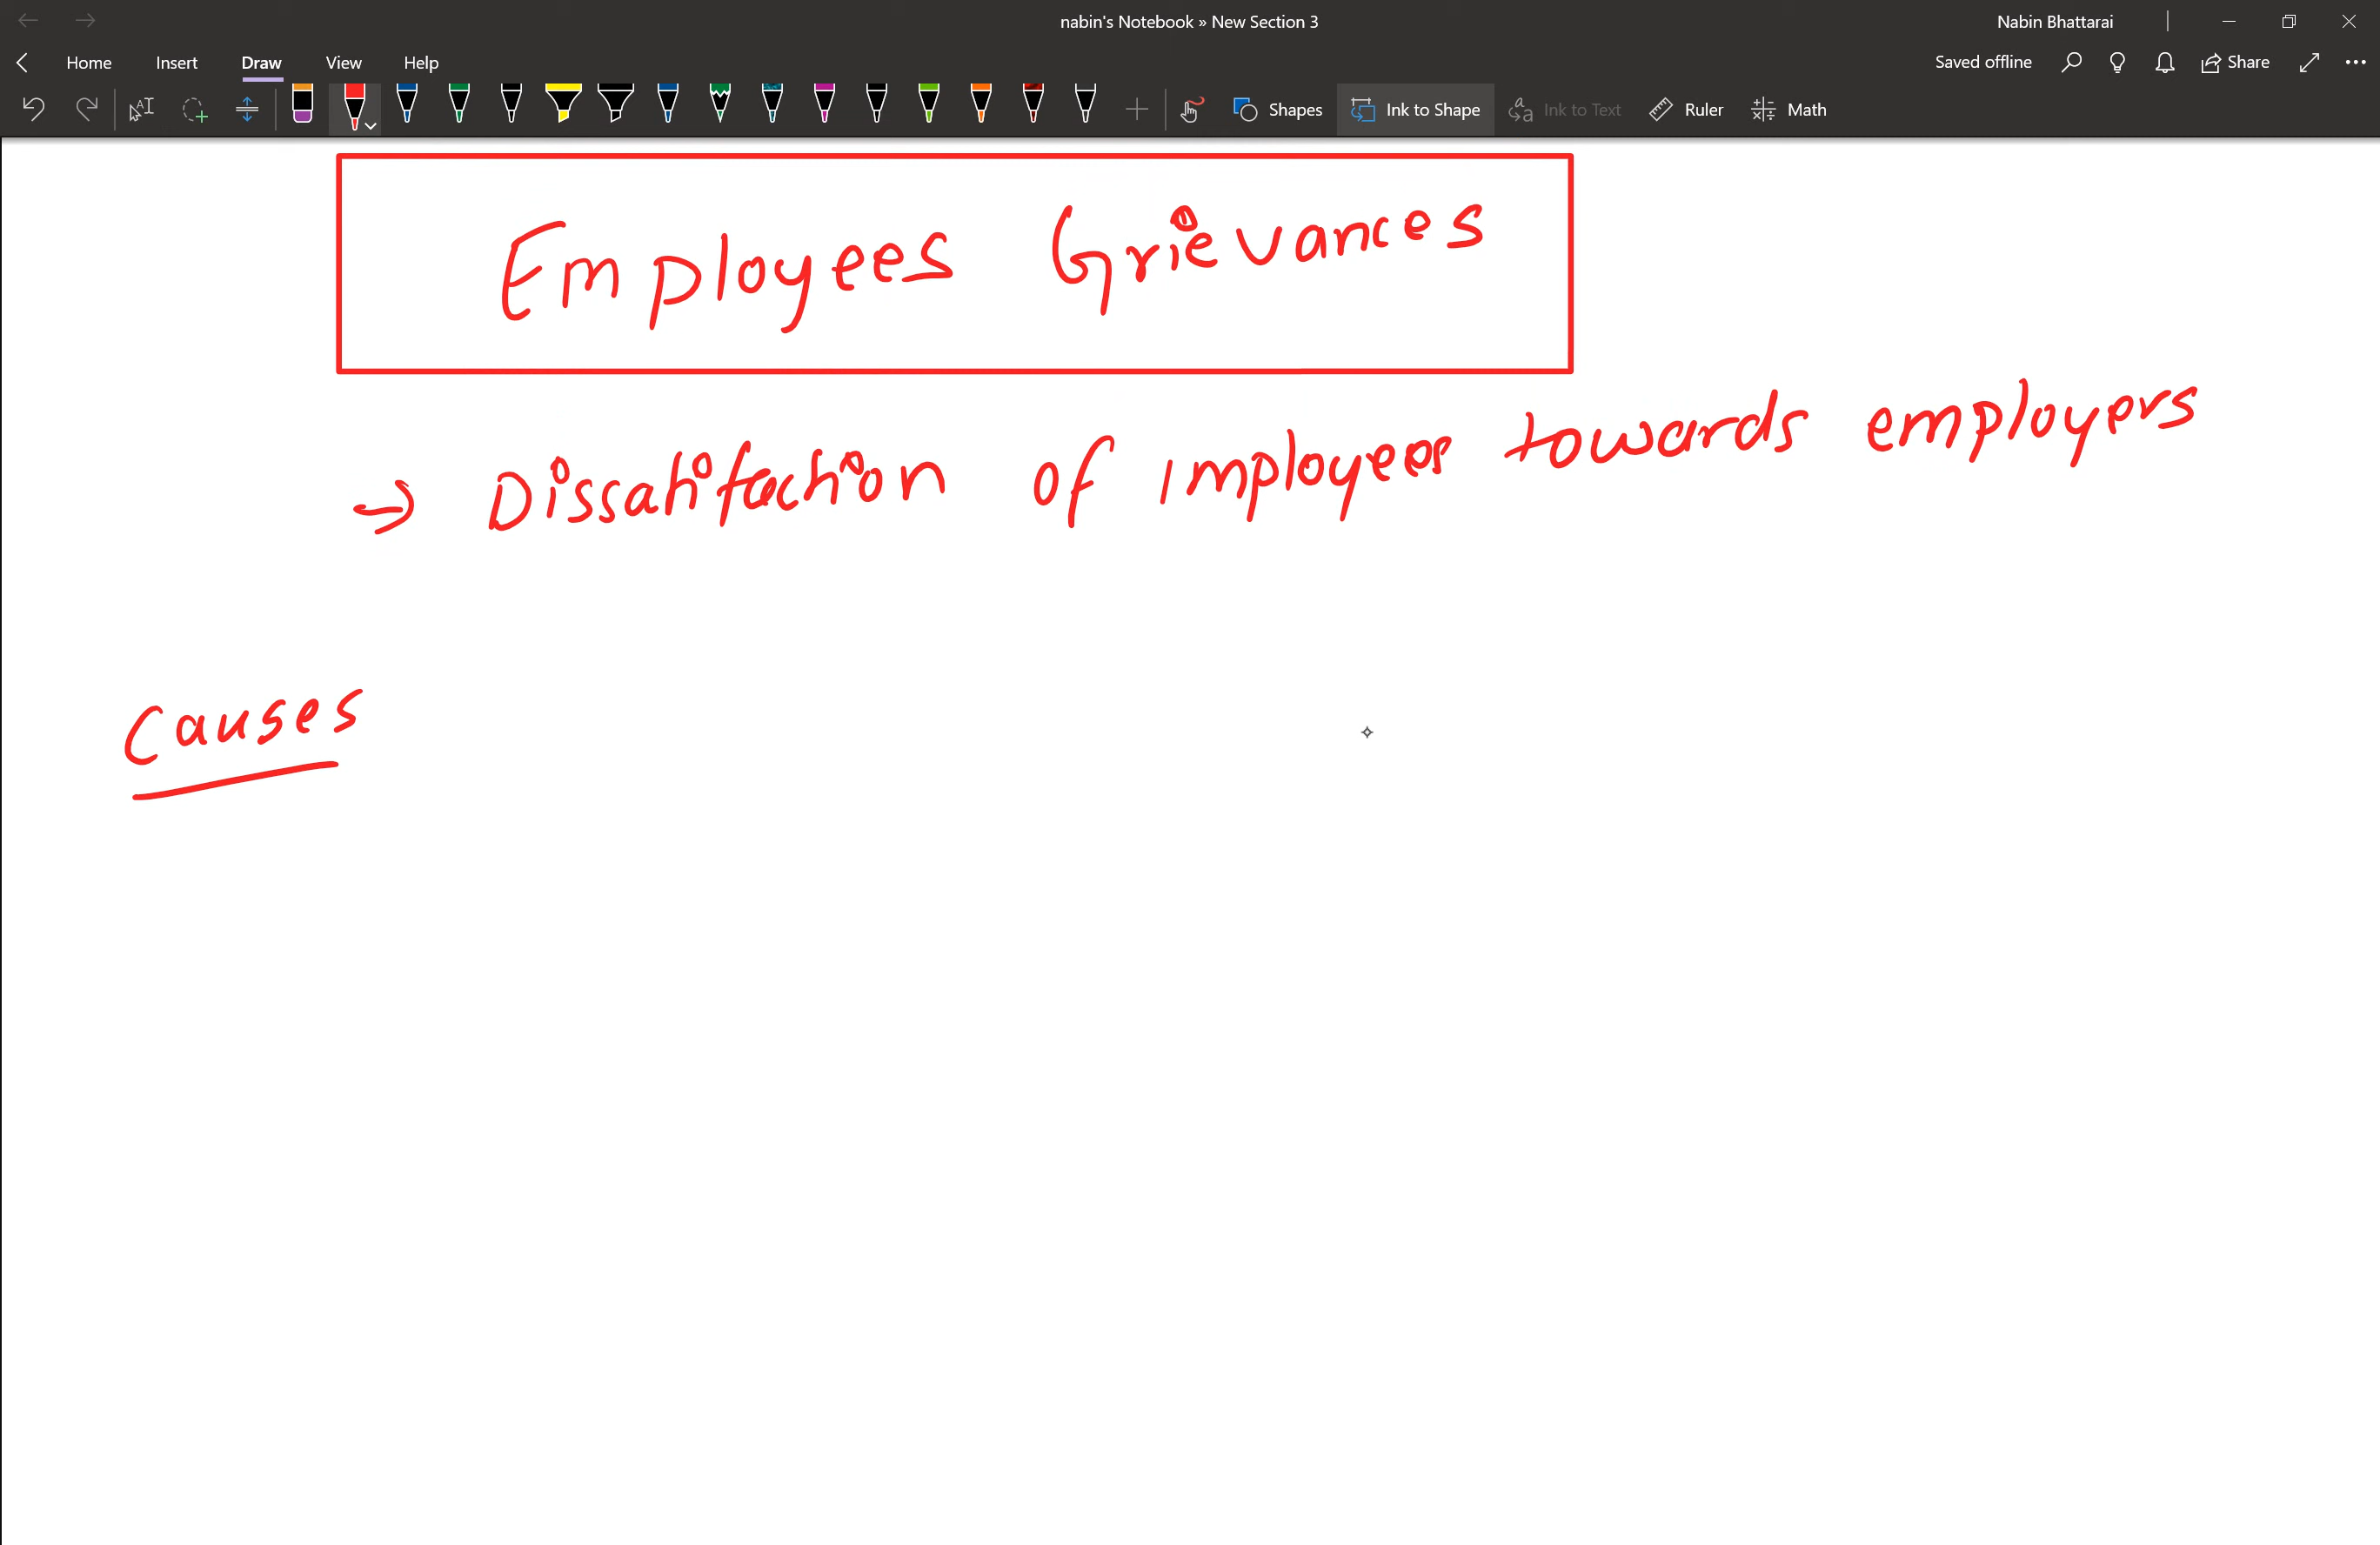 nabin's Notebook » New Section 3
Nabin Bhattarai
Home Insert Draw View Help
Saved offline Share
Shapes Ink to Shape Ink to Text Ruler Math
Employees Grievances
→ Dissatifaction of imployees towards employers
Causes